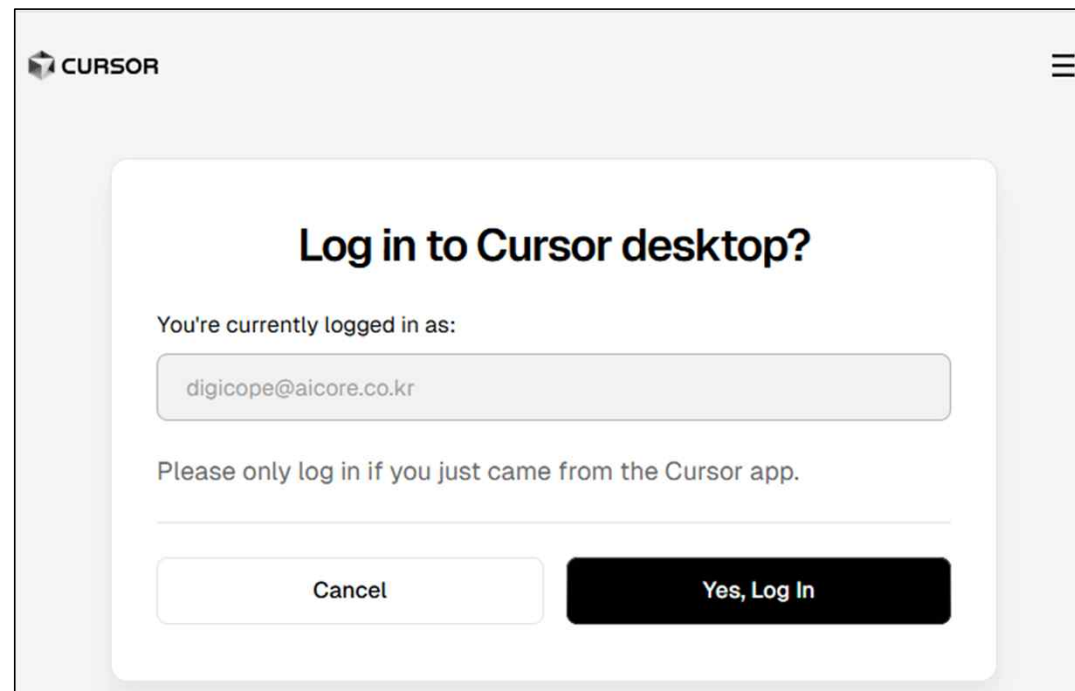 CURSOR
Log in to Cursor desktop?
You're currently logged in as:
digicope@aicore.co.kr
Please only log in if you just came from the Cursor app.
Cancel
Yes, Log In